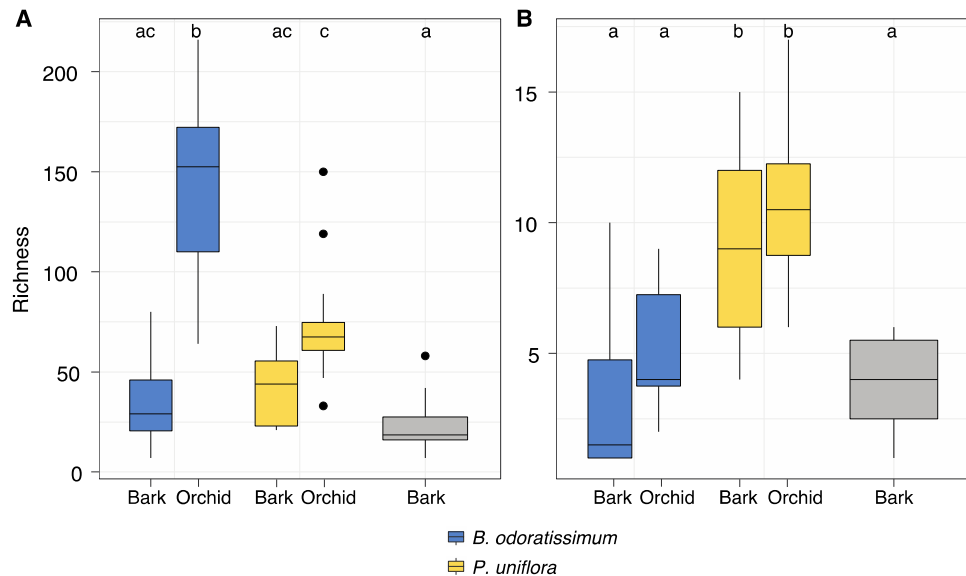 A
ac b ac c a
Richness
200
150
100
50
0
Bark Orchid Bark Orchid Bark
B
a a b b a
15
10
5
Bark Orchid Bark Orchid Bark
B. odoratissimum
P. uniflora